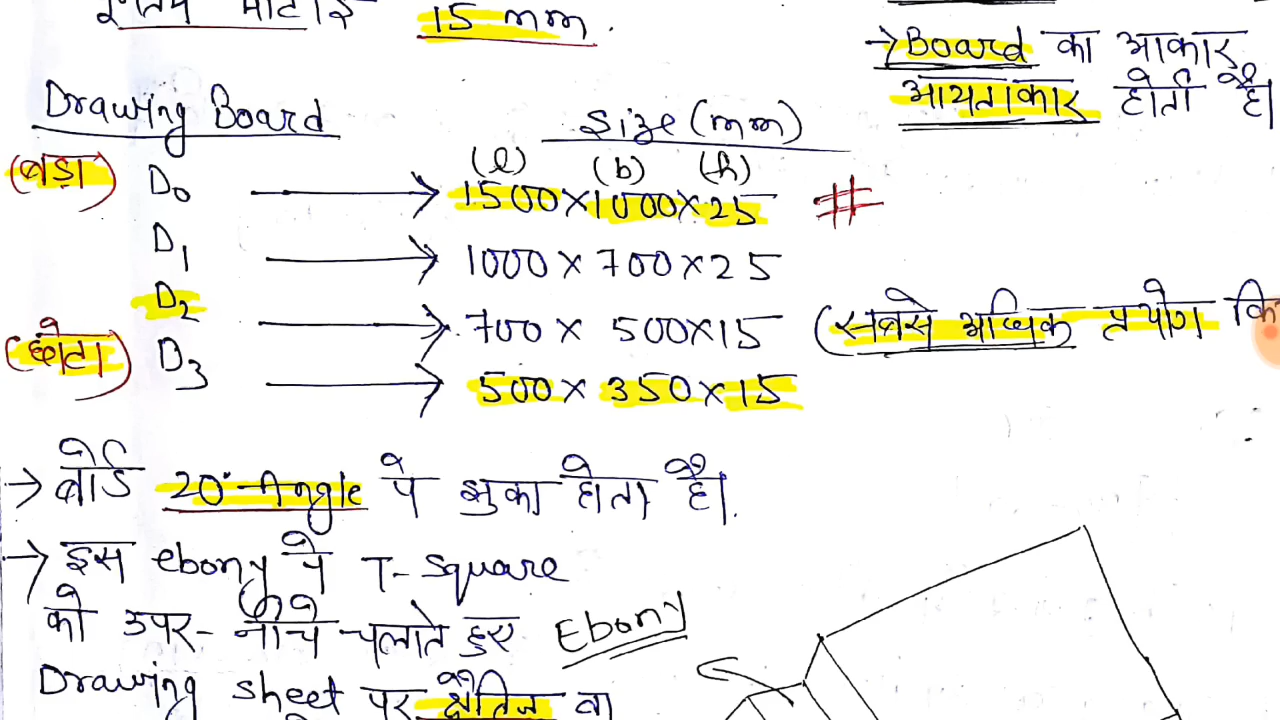 15 mm.
→ Board का आकार
आयताकार होती है।
Drawing Board
Size (mm)
(l) (b) (h)
(बड़ा) D₀ → 1500×1000×25 #
D₁ → 1000×700×25
D₂ → 700×500×15 (सबसे अधिक प्रयोग कि
(छोटा) D₃ → 500×350×15
→ बोर्ड 20° Angle पे झुका होता है।
→ इस ebony पे T-square
को उपर-नीचे चलाते हुए
Ebony
Drawing sheet पर क्षैतिज वा